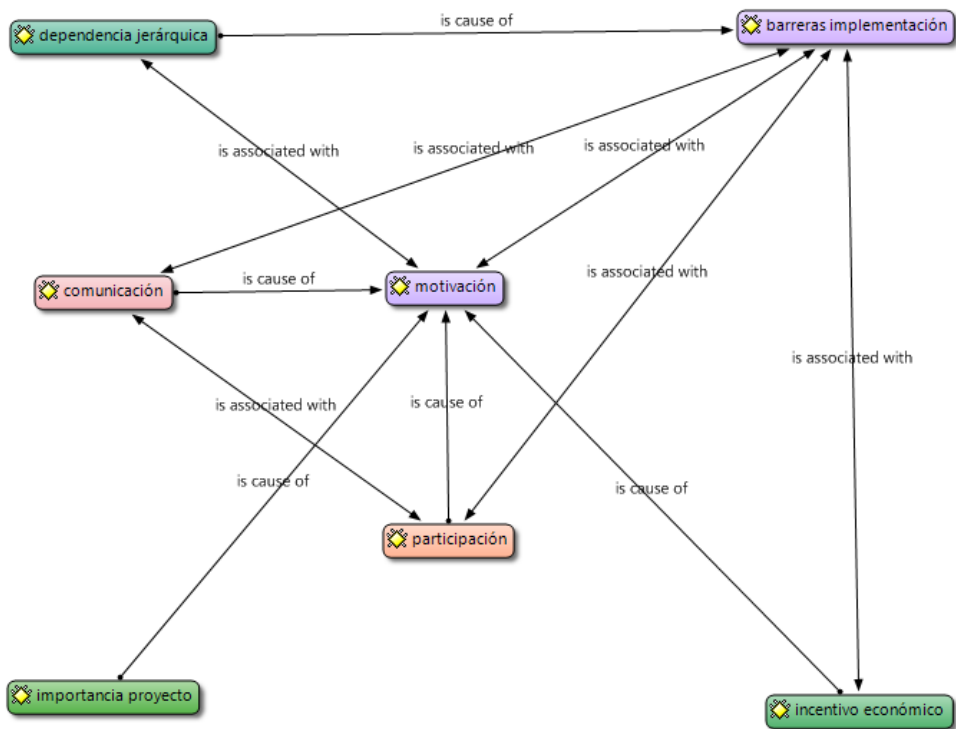 is cause of
dependencia jerárquica
barreras implementación
is associated with
is associated with
is associated with
is associated with
comunicación
is cause of
motivación
is associated with
is associated with
is cause of
is cause of
is cause of
participación
importancia proyecto
incentivo económico